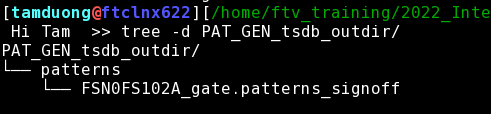 [tamduong@ftclnx622][/home/ftv_training/2022_Inte
Hi Tam  >> tree -d PAT_GEN_tsdb_outdir/
PAT_GEN_tsdb_outdir/
└── patterns
    └── FSN0FS102A_gate.patterns_signoff